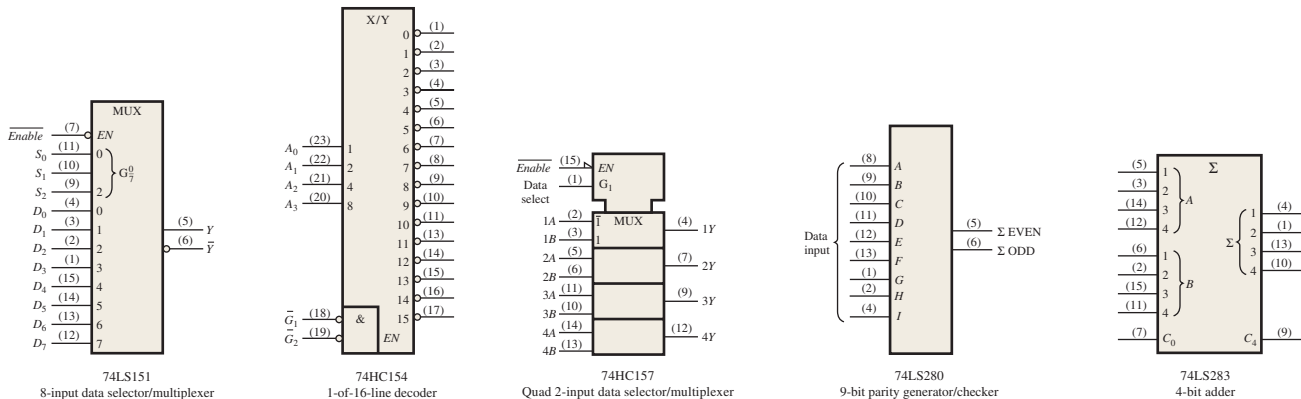 MUX
(7)
Enable
EN
(11)
S0
0
(10)
S1
G 0/7
(9)
S2
2
(4)
D0
0
(3)
D1
1
(5)
Y
(2)
D2
2
(6)
Y̅
(1)
D3
3
(15)
D4
4
(14)
D5
5
(13)
D6
6
(12)
D7
7
74LS151
8-input data selector/multiplexer
X/Y
0
(1)
1
(2)
2
(3)
3
(4)
4
(5)
5
(6)
(23)
A0
1
6
(7)
(22)
A1
2
7
(8)
(21)
A2
4
8
(9)
(20)
A3
8
9
(10)
10
(11)
11
(13)
12
(14)
13
(15)
14
(16)
15
(17)
(18)
G̅1
&
(19)
G̅2
EN
74HC154
1-of-16-line decoder
(15)
Enable
EN
(1)
Data
select
G1
MUX
(2)
1A
1̅
(4)
1Y
(3)
1B
1
(5)
2A
(7)
2Y
(6)
2B
(11)
3A
(9)
3Y
(10)
3B
(14)
4A
(12)
4Y
(13)
4B
74HC157
Quad 2-input data selector/multiplexer
Data
input
(8)
A
(9)
B
(10)
C
(11)
D
(5)
Σ EVEN
(12)
E
(6)
Σ ODD
(13)
F
(1)
G
(2)
H
(4)
I
74LS280
9-bit parity generator/checker
Σ
(5)
1
(3)
2
A
(14)
3
(12)
4
(6)
1
(2)
2
B
(15)
3
(11)
4
Σ
1
(4)
2
(1)
3
(13)
4
(10)
(7)
C0
C4
(9)
74LS283
4-bit adder